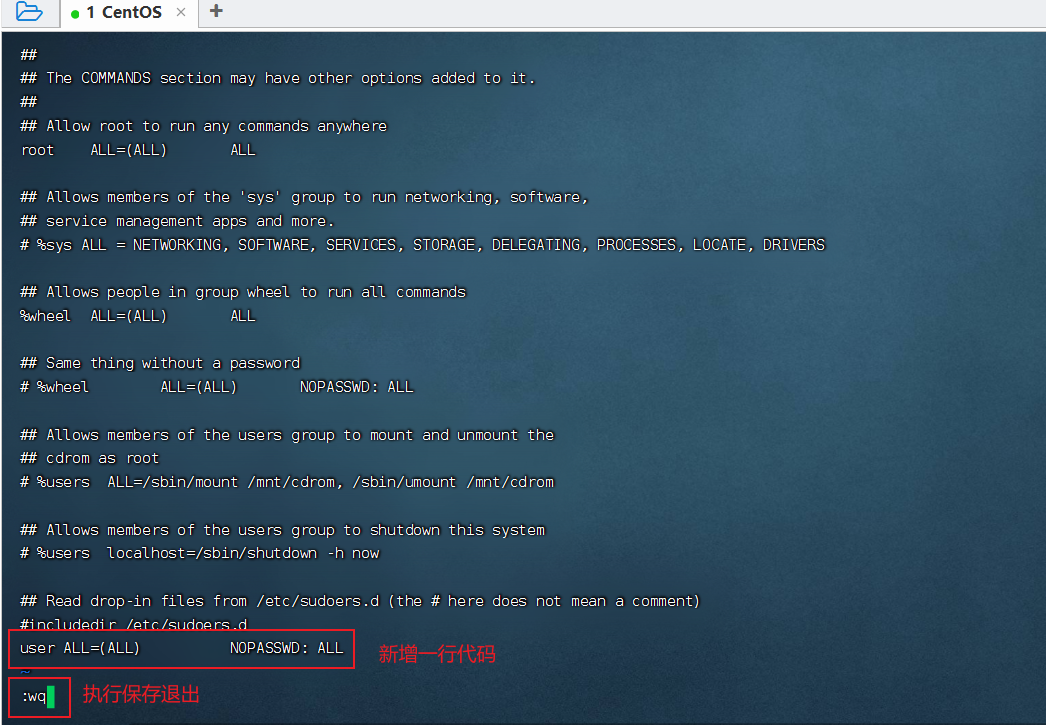 1 CentOS × +
##
## The COMMANDS section may have other options added to it.
##
## Allow root to run any commands anywhere
root    ALL=(ALL)       ALL
## Allows members of the 'sys' group to run networking, software,
## service management apps and more.
# %sys ALL = NETWORKING, SOFTWARE, SERVICES, STORAGE, DELEGATING, PROCESSES, LOCATE, DRIVERS
## Allows people in group wheel to run all commands
%wheel  ALL=(ALL)       ALL
## Same thing without a password
# %wheel        ALL=(ALL)       NOPASSWD: ALL
## Allows members of the users group to mount and unmount the
## cdrom as root
# %users  ALL=/sbin/mount /mnt/cdrom, /sbin/umount /mnt/cdrom
## Allows members of the users group to shutdown this system
# %users  localhost=/sbin/shutdown -h now
## Read drop-in files from /etc/sudoers.d (the # here does not mean a comment)
#includedir /etc/sudoers.d
user ALL=(ALL)          NOPASSWD: ALL 新增一行代码
~
:wq 执行保存退出